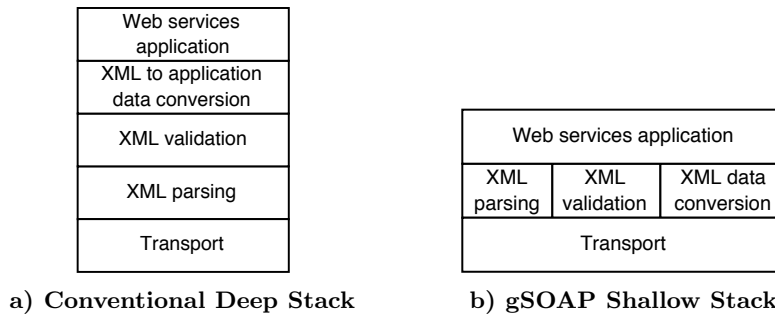 Web services
application
XML to application
data conversion
XML validation
XML parsing
Transport
a) Conventional Deep Stack
Web services application
XML
parsing
XML
validation
XML data
conversion
Transport
b) gSOAP Shallow Stack